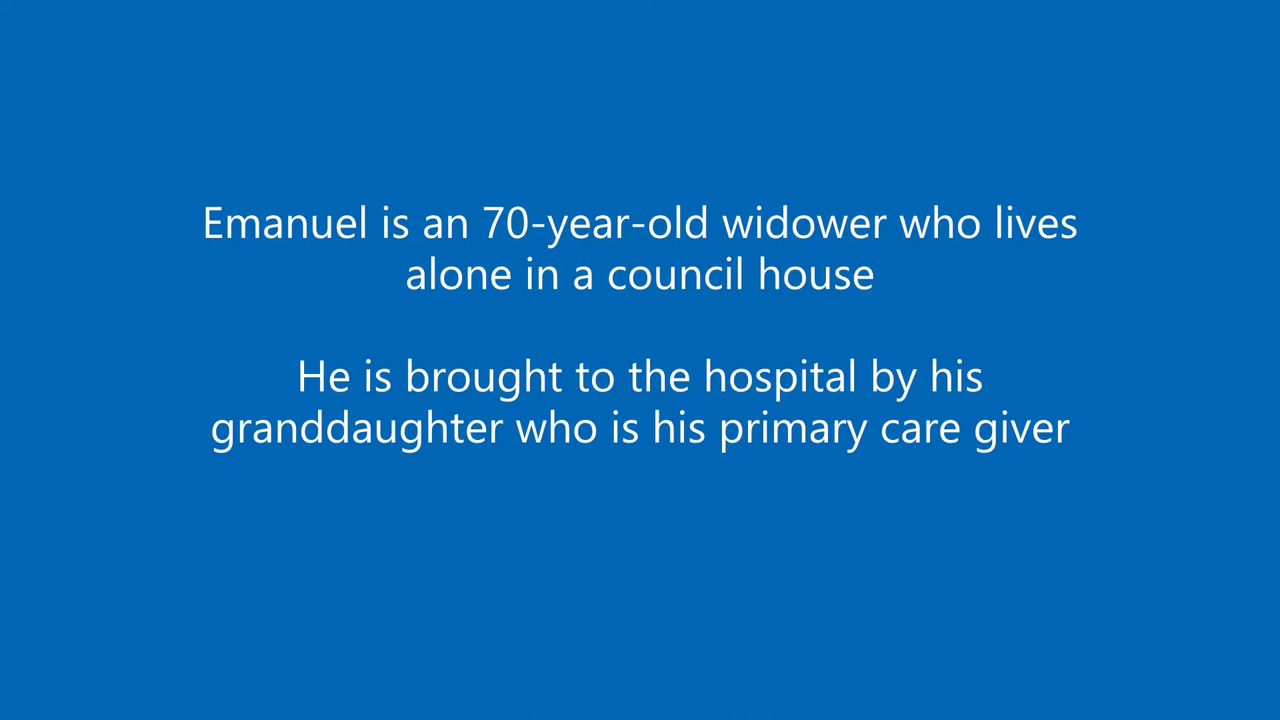 Emanuel is an 70-year-old widower who lives
alone in a council house
He is brought to the hospital by his
granddaughter who is his primary care giver